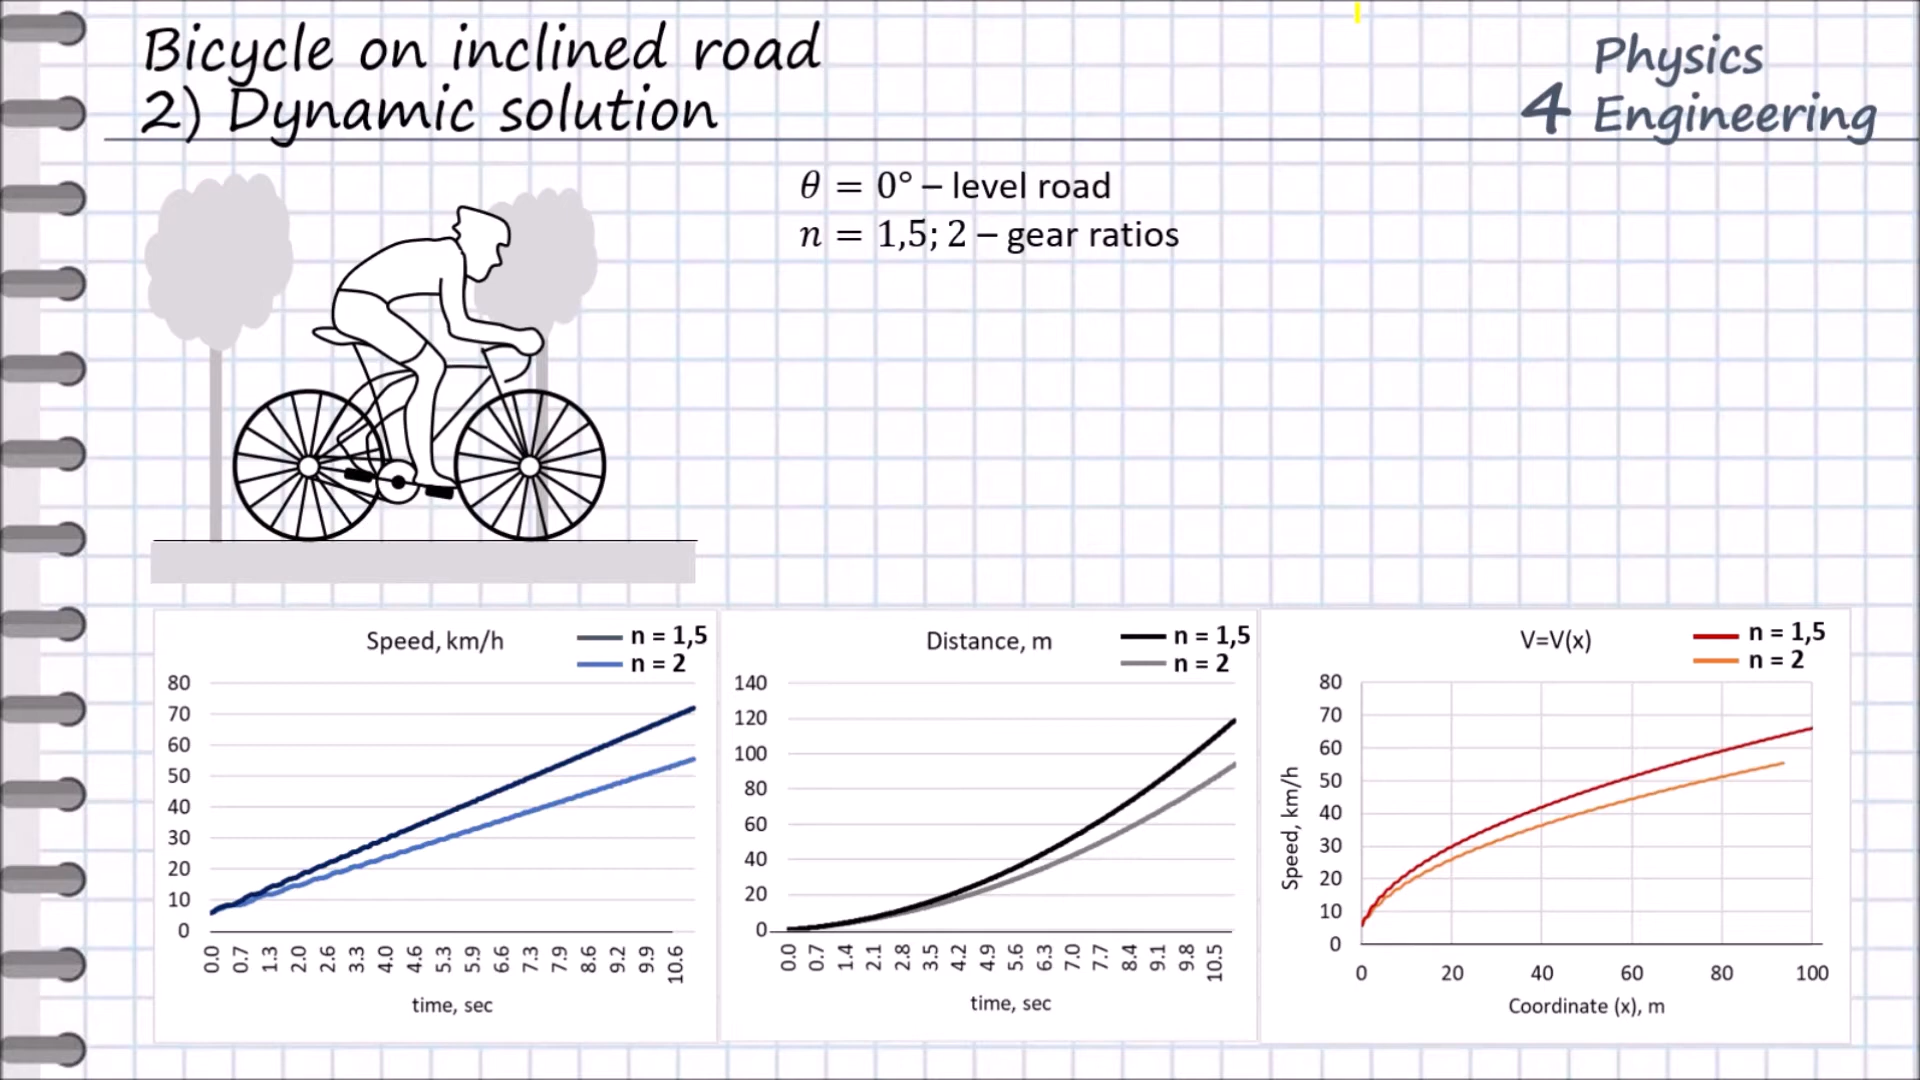 Bicycle on inclined road
2) Dynamic solution
Physics
4 Engineering
θ = 0° – level road
n = 1,5; 2 – gear ratios
Speed, km/h
n = 1,5
n = 2
80
70
60
50
40
30
20
10
0
0.0 0.7 1.3 2.0 2.6 3.3 4.0 4.6 5.3 5.9 6.6 7.3 7.9 8.6 9.2 9.9 10.6
time, sec
Distance, m
n = 1,5
n = 2
140
120
100
80
60
40
20
0
0.0 0.7 1.4 2.1 2.8 3.5 4.2 4.9 5.6 6.3 7.0 7.7 8.4 9.1 9.8 10.5
time, sec
V=V(x)
n = 1,5
n = 2
Speed, km/h
80
70
60
50
40
30
20
10
0
0 20 40 60 80 100
Coordinate (x), m